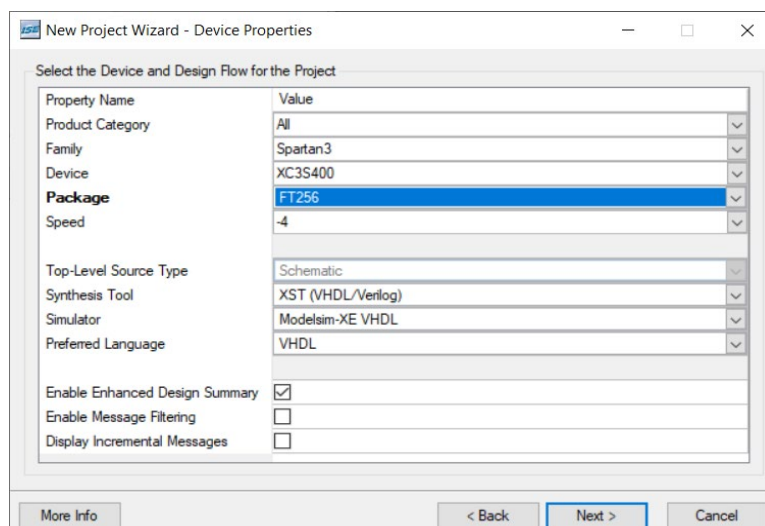 ISE New Project Wizard - Device Properties
Select the Device and Design Flow for the Project
Property Name Value
Product Category All
Family Spartan3
Device XC3S400
Package FT256
Speed -4
Top-Level Source Type Schematic
Synthesis Tool XST (VHDL/Verilog)
Simulator Modelsim-XE VHDL
Preferred Language VHDL
Enable Enhanced Design Summary
Enable Message Filtering
Display Incremental Messages
More Info < Back Next > Cancel